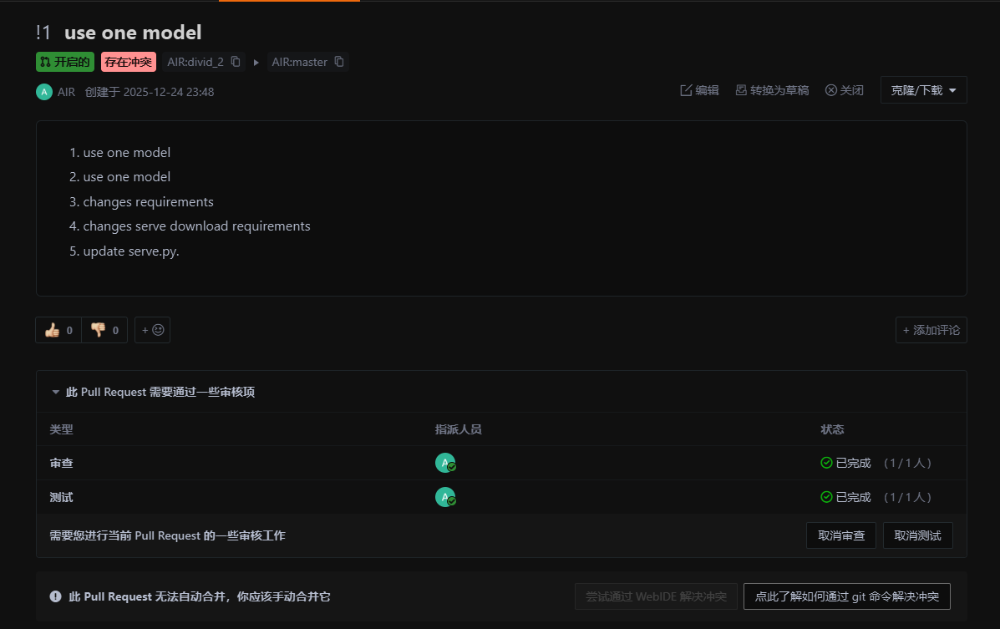 !1 use one model
开启的 存在冲突 AIR:divid_2 AIR:master
A AIR 创建于 2025-12-24 23:48
编辑 转换为草稿 关闭 克隆/下载
1. use one model
2. use one model
3. changes requirements
4. changes serve download requirements
5. update serve.py.
0 0 + + 添加评论
此 Pull Request 需要通过一些审核项
类型 指派人员 状态
审查 A 已完成 (1/1人)
测试 A 已完成 (1/1人)
需要您进行当前 Pull Request 的一些审核工作 取消审查 取消测试
此 Pull Request 无法自动合并，你应该手动合并它 尝试通过 WebIDE 解决冲突 点此了解如何通过 git 命令解决冲突